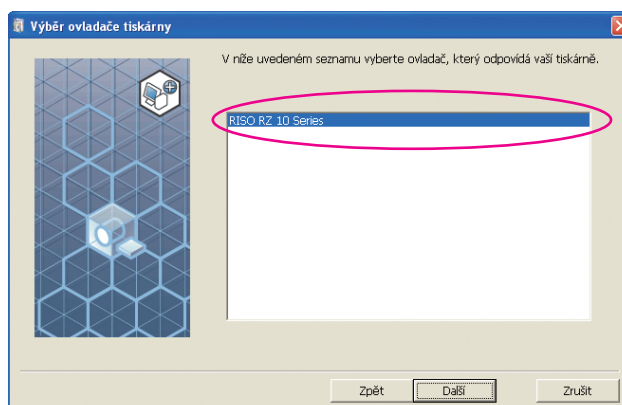 Výběr ovladače tiskárny
V níže uvedeném seznamu vyberte ovladač, který odpovídá vaší tiskárně.
RISO RZ 10 Series
Zpět
Další
Zrušit